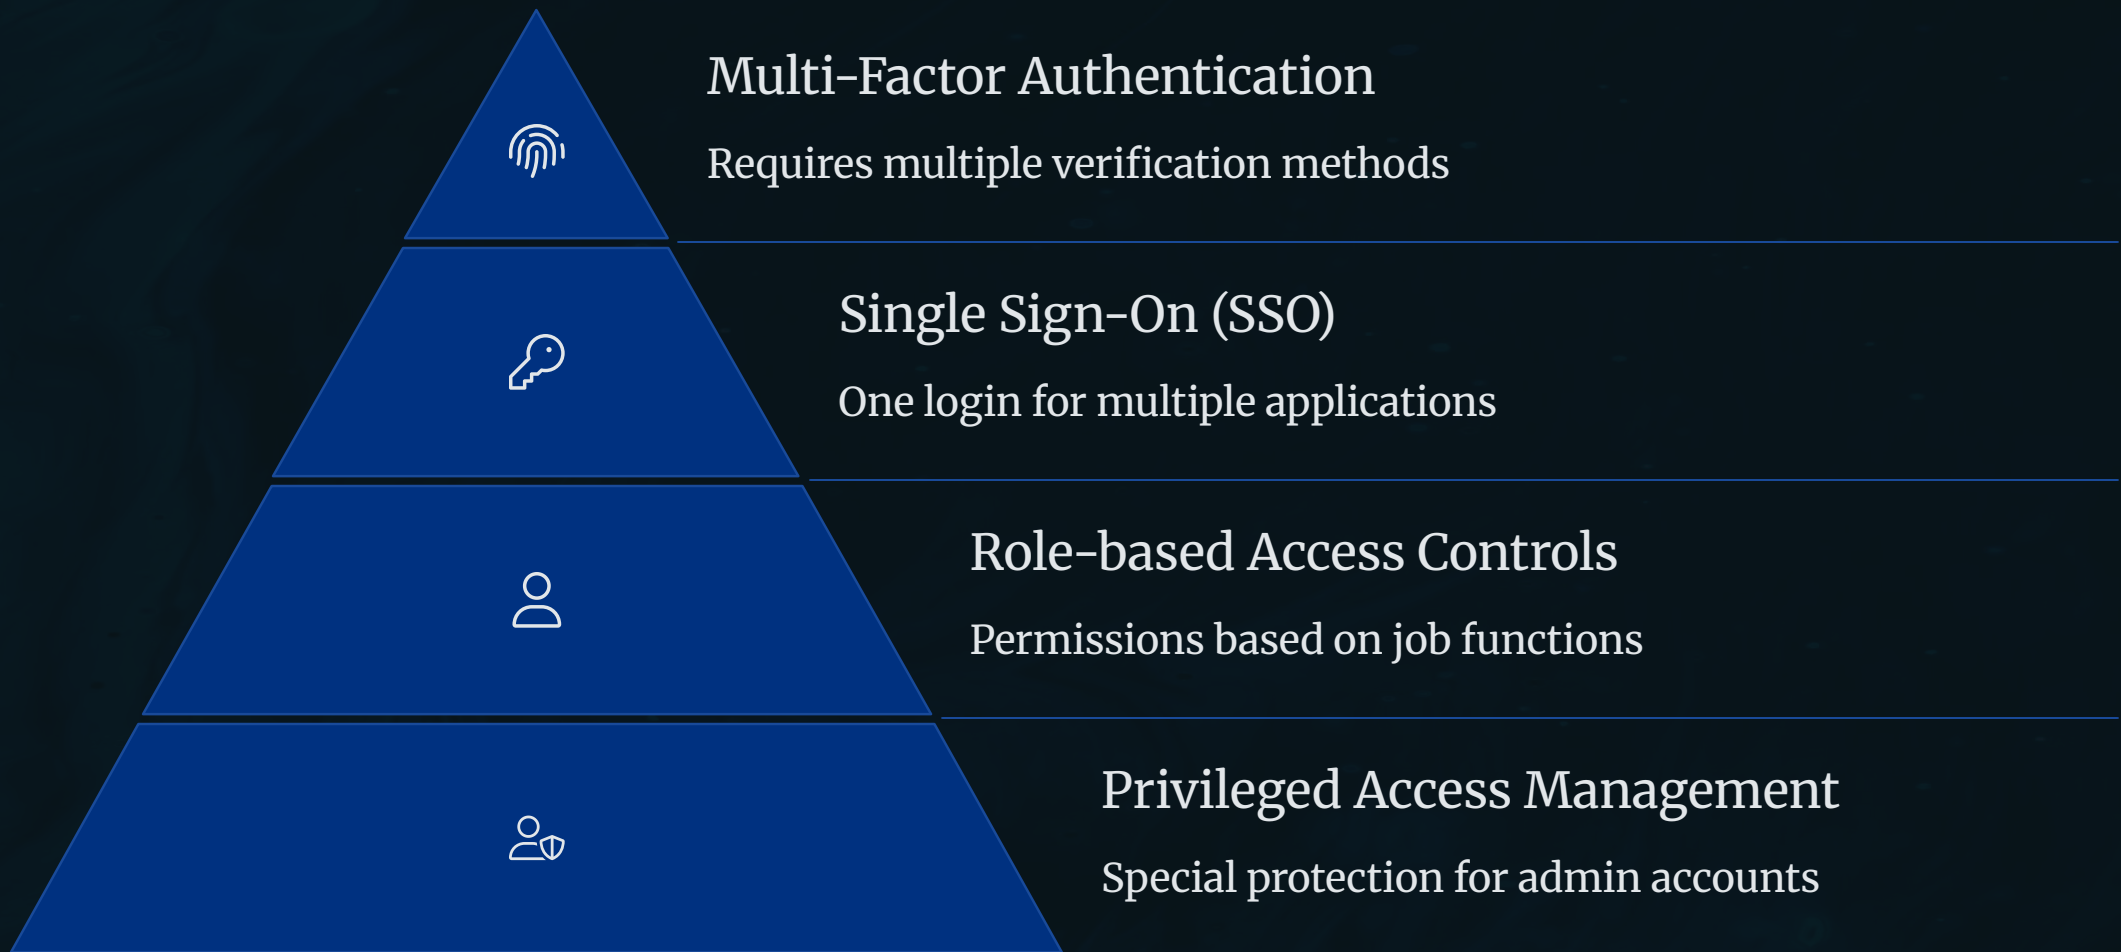 Multi-Factor Authentication
Requires multiple verification methods
Single Sign-On (SSO)
One login for multiple applications
Role-based Access Controls
Permissions based on job functions
Privileged Access Management
Special protection for admin accounts